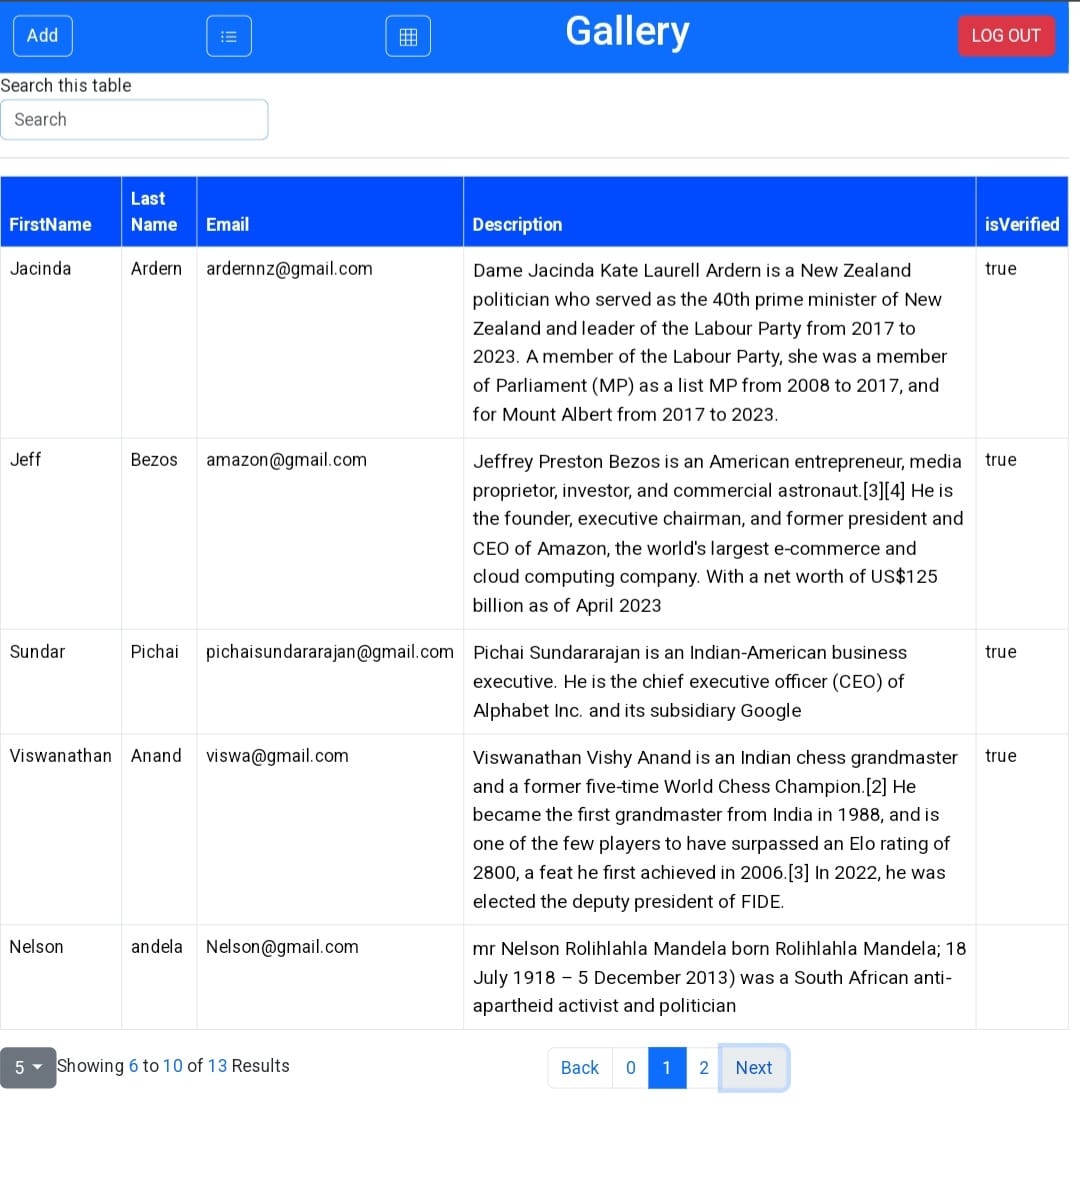 Add
Gallery
LOG OUT
Search this table
Search
FirstName
Last
Name
Email
Description
isVerified
Jacinda
Ardern
ardernnz@gmail.com
Dame Jacinda Kate Laurell Ardern is a New Zealand
politician who served as the 40th prime minister of New
Zealand and leader of the Labour Party from 2017 to
2023. A member of the Labour Party, she was a member
of Parliament (MP) as a list MP from 2008 to 2017, and
for Mount Albert from 2017 to 2023.
true
Jeff
Bezos
amazon@gmail.com
Jeffrey Preston Bezos is an American entrepreneur, media
proprietor, investor, and commercial astronaut.[3][4] He is
the founder, executive chairman, and former president and
CEO of Amazon, the world's largest e-commerce and
cloud computing company. With a net worth of US$125
billion as of April 2023
true
Sundar
Pichai
pichaisundararajan@gmail.com
Pichai Sundararajan is an Indian-American business
executive. He is the chief executive officer (CEO) of
Alphabet Inc. and its subsidiary Google
true
Viswanathan
Anand
viswa@gmail.com
Viswanathan Vishy Anand is an Indian chess grandmaster
and a former five-time World Chess Champion.[2] He
became the first grandmaster from India in 1988, and is
one of the few players to have surpassed an Elo rating of
2800, a feat he first achieved in 2006.[3] In 2022, he was
elected the deputy president of FIDE.
true
Nelson
andela
Nelson@gmail.com
mr Nelson Rolihlahla Mandela born Rolihlahla Mandela; 18
July 1918 – 5 December 2013) was a South African anti-
apartheid activist and politician
5
Showing 6 to 10 of 13 Results
Back
0
1
2
Next